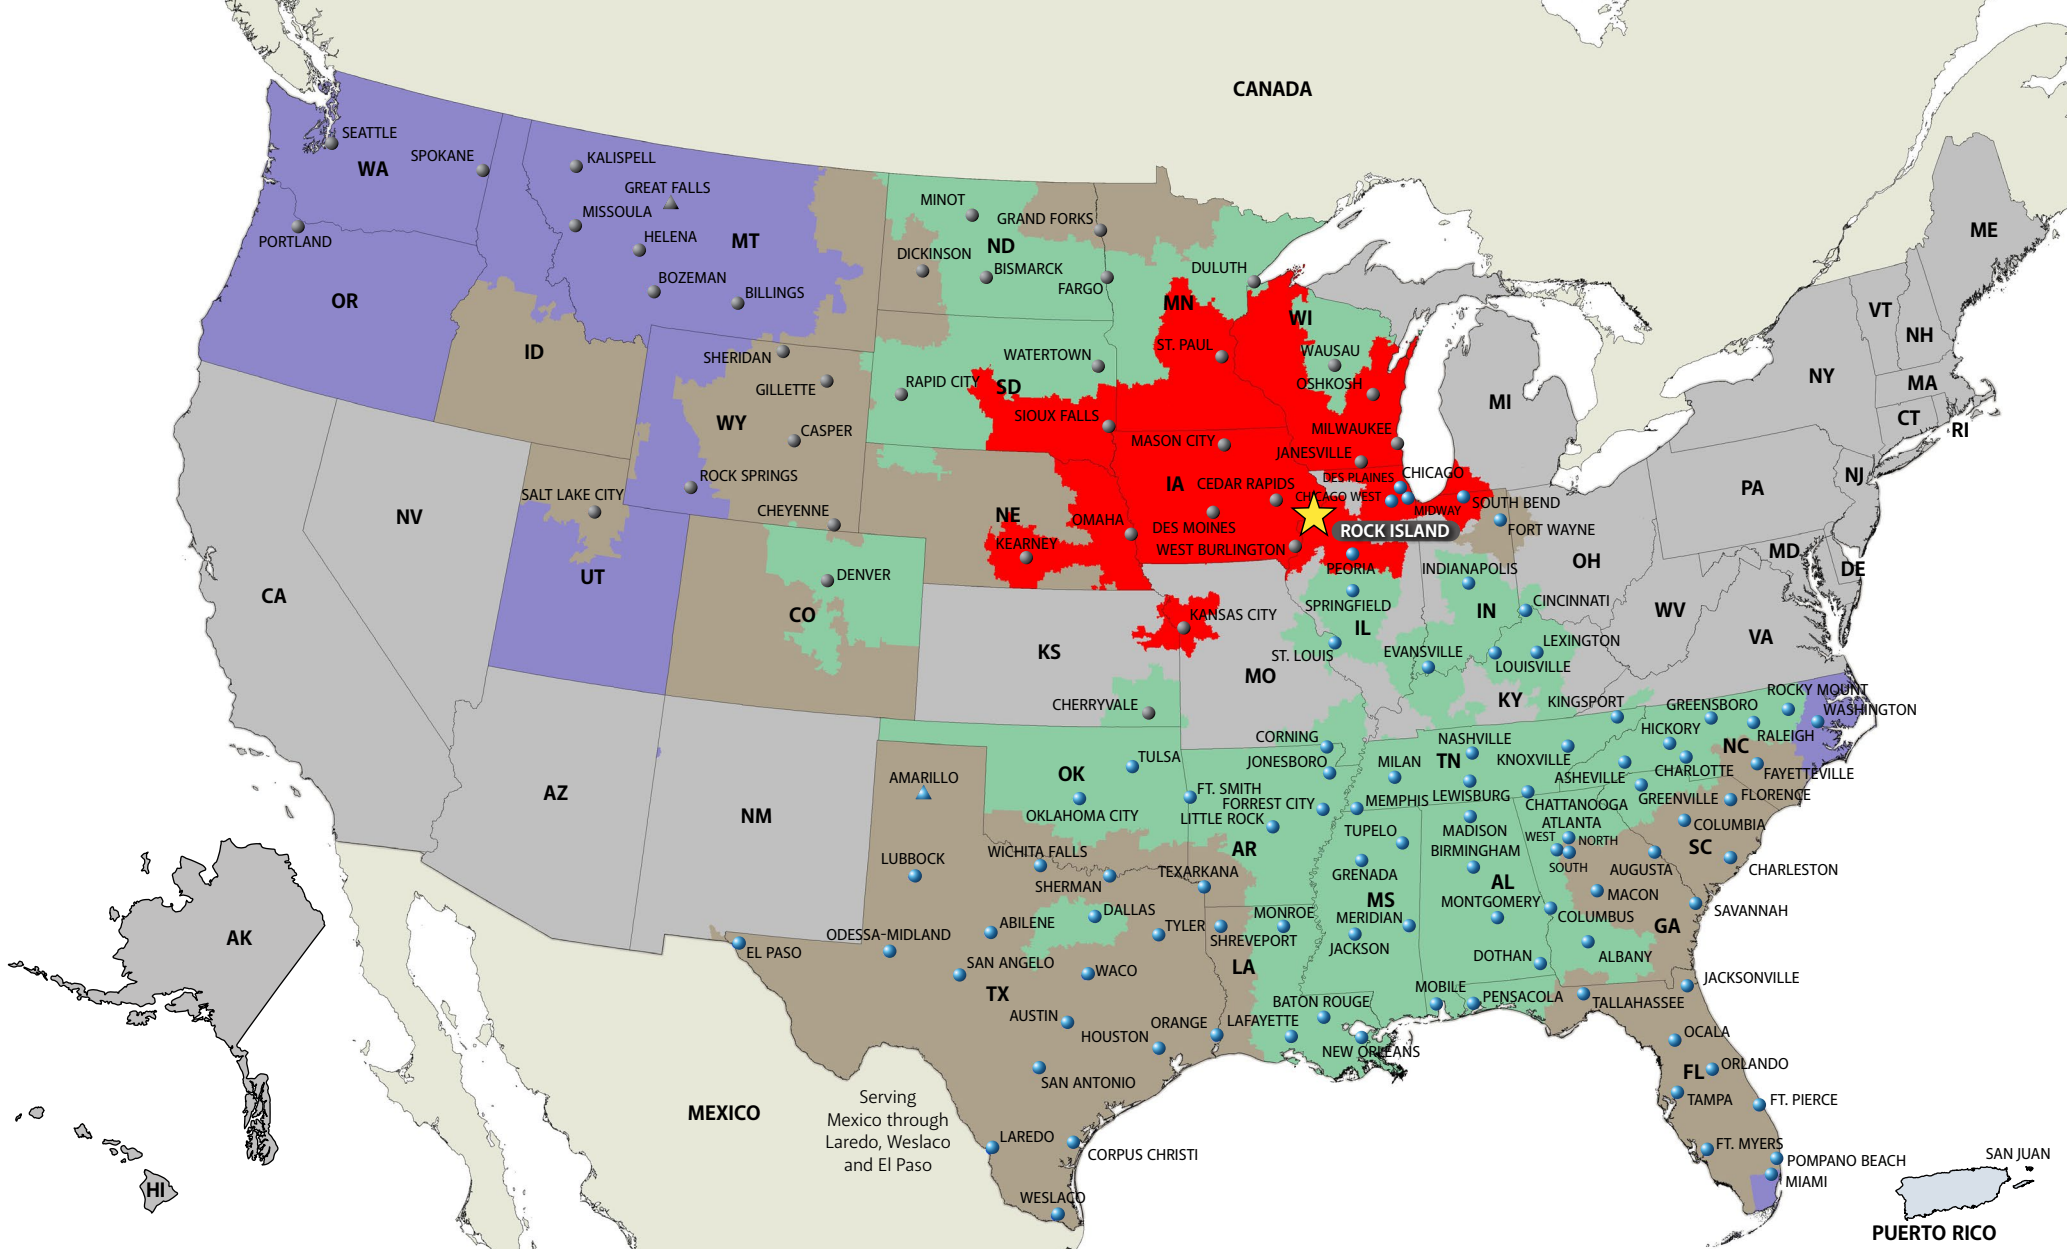 CANADA
SEATTLE
SPOKANE
WA
KALISPELL
GREAT FALLS
MISSOULA
HELENA
MT
PORTLAND
BOZEMAN
BILLINGS
OR
ID
MINOT
GRAND FORKS
ND
DICKINSON
BISMARCK
FARGO
DULUTH
MN
WI
ME
VT
NH
NY
MA
CT
RI
MI
SHERIDAN
GILLETTE
WY
CASPER
ROCK SPRINGS
CHEYENNE
WATERTOWN
RAPID CITY
SD
SIOUX FALLS
ST. PAUL
WAUSAU
OSHKOSH
MILWAUKEE
MASON CITY
JANESVILLE
DES PLAINES
CHICAGO
IA
CEDAR RAPIDS
CHICAGO WEST
MIDWAY
SOUTH BEND
FORT WAYNE
ROCK ISLAND
DES MOINES
WEST BURLINGTON
OMAHA
NE
KEARNEY
PEORIA
INDIANAPOLIS
OH
PA
NJ
MD
DE
NV
CA
SALT LAKE CITY
UT
DENVER
CO
KS
KANSAS CITY
MO
SPRINGFIELD
IL
ST. LOUIS
IN
CINCINNATI
LEXINGTON
EVANSVILLE
LOUISVILLE
WV
VA
KY
KINGSPORT
CHERRYVALE
CORNING
JONESBORO
TULSA
OK
OKLAHOMA CITY
FT. SMITH
FORREST CITY
LITTLE ROCK
AR
NASHVILLE
MILAN
TN
KNOXVILLE
MEMPHIS
LEWISBURG
CHATTANOOGA
GREENSBORO
ROCKY MOUNT
WASHINGTON
HICKORY
RALEIGH
NC
ASHEVILLE
CHARLOTTE
FAYETTEVILLE
GREENVILLE
FLORENCE
COLUMBIA
SC
CHARLESTON
AZ
NM
AMARILLO
LUBBOCK
WICHITA FALLS
SHERMAN
TEXARKANA
DALLAS
ABILENE
TYLER
ODESSA-MIDLAND
EL PASO
SAN ANGELO
WACO
TX
AUSTIN
HOUSTON
ORANGE
SAN ANTONIO
LAREDO
CORPUS CHRISTI
WESLACO
TUPELO
MADISON
BIRMINGHAM
GRENADA
AL
MS
MONTGOMERY
MERIDIAN
JACKSON
MONROE
SHREVEPORT
LA
BATON ROUGE
LAFAYETTE
NEW ORLEANS
MOBILE
PENSACOLA
DOTHAN
ATLANTA
WEST
NORTH
SOUTH
AUGUSTA
MACON
COLUMBUS
GA
ALBANY
SAVANNAH
JACKSONVILLE
TALLAHASSEE
OCALA
ORLANDO
FL
TAMPA
FT. PIERCE
FT. MYERS
POMPANO BEACH
MIAMI
AK
HI
MEXICO
Serving
Mexico through
Laredo, Weslaco
and El Paso
SAN JUAN
PUERTO RICO